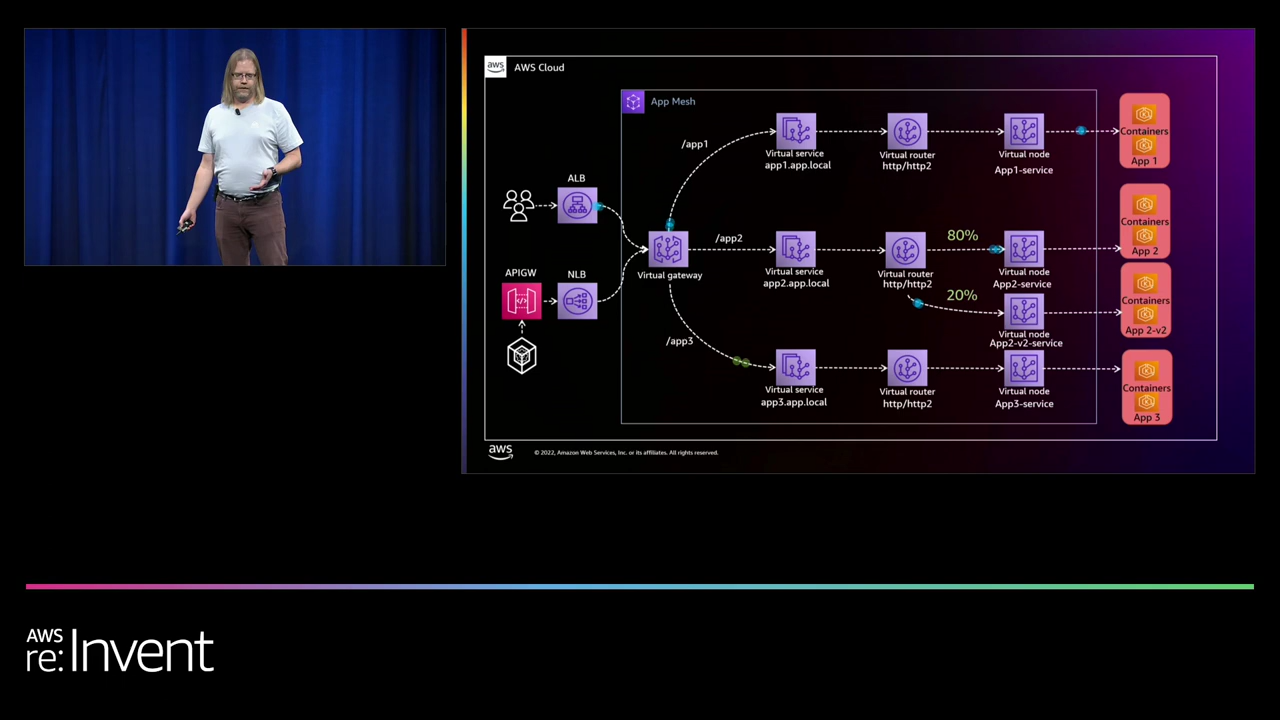 aws
AWS Cloud
App Mesh
/app1
Virtual service
app1.app.local
Virtual router
http/http2
Virtual node
App1-service
Containers
App 1
ALB
/app2
Virtual gateway
Virtual service
app2.app.local
Virtual router
http/http2
80%
Virtual node
App2-service
Containers
App 2
APIGW
NLB
20%
Virtual node
App2-v2-service
Containers
App 2-v2
/app3
Virtual service
app3.app.local
Virtual router
http/http2
Virtual node
App3-service
Containers
App 3
aws
© 2022, Amazon Web Services, Inc. or its affiliates. All rights reserved.
AWS
re:Invent